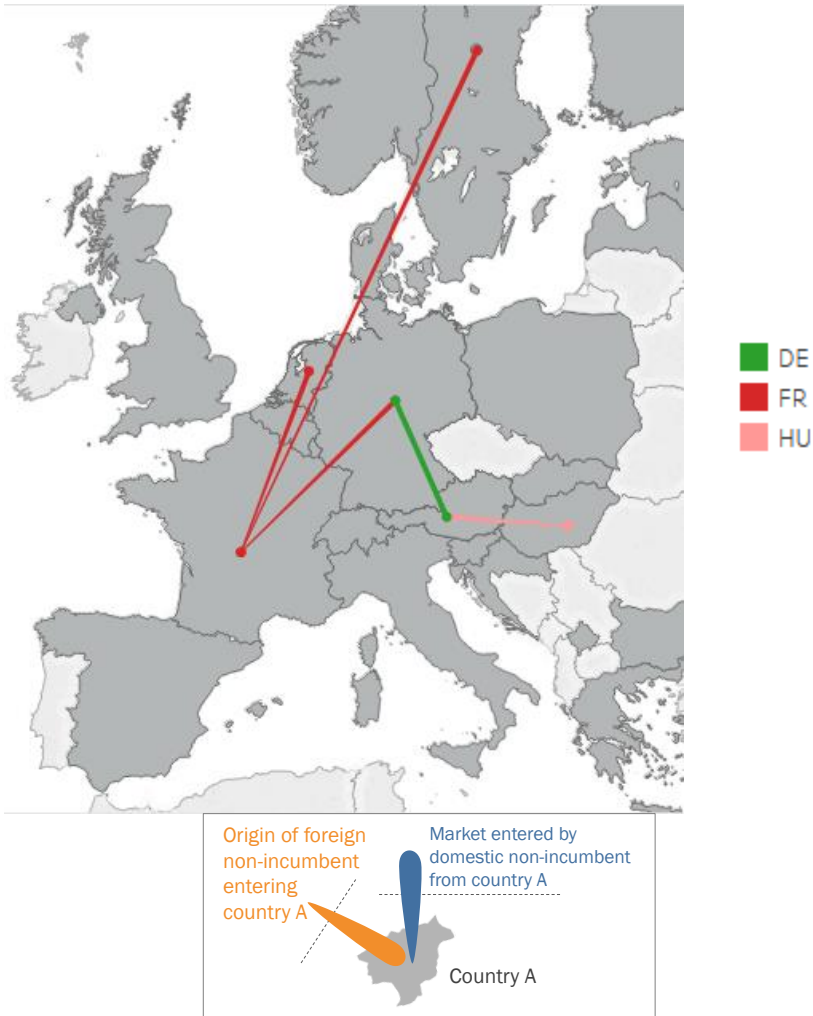 DE
FR
HU
Origin of foreign
non-incumbent
entering
country A
Market entered by
domestic non-incumbent
from country A
Country A